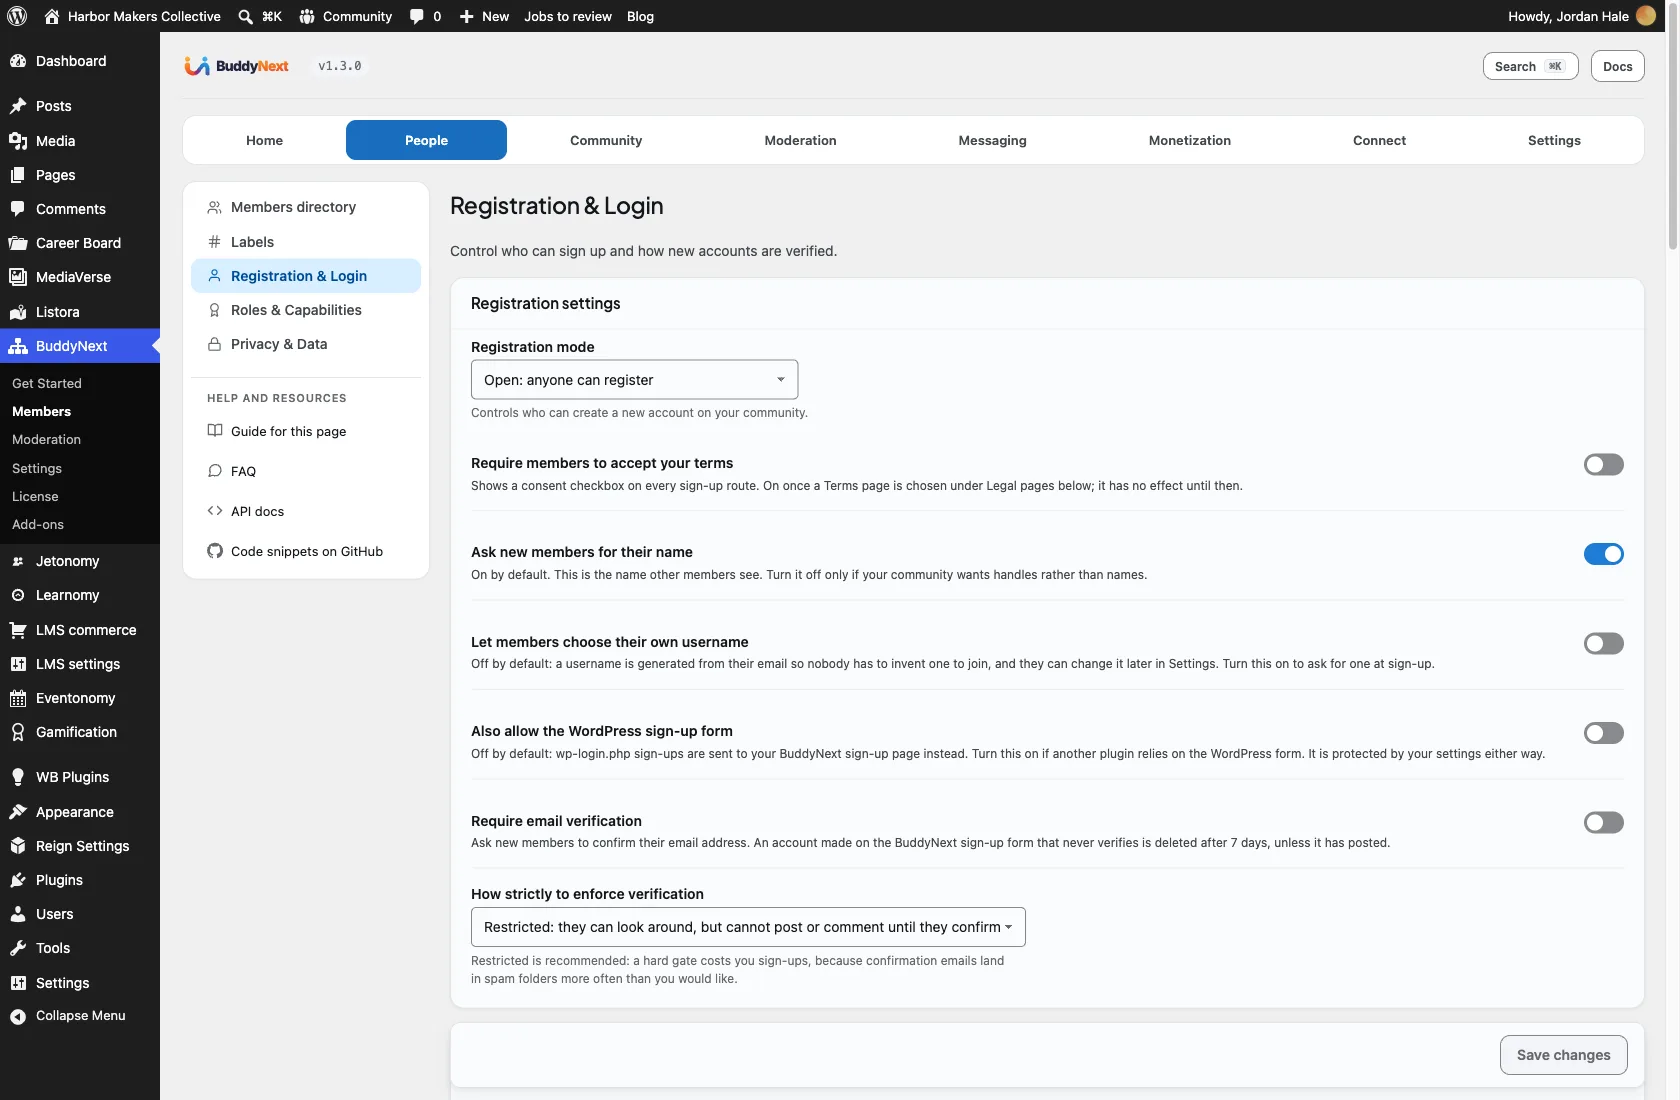 Harbor Makers Collective
⌘K
Community
0
New
Jobs to review
Blog
Howdy, Jordan Hale
Dashboard
Posts
Media
Pages
Comments
Career Board
MediaVerse
Listora
BuddyNext
Get Started
Members
Moderation
Settings
License
Add-ons
Jetonomy
Learnomy
LMS commerce
LMS settings
Eventonomy
Gamification
WB Plugins
Appearance
Reign Settings
Plugins
Users
Tools
Settings
Collapse Menu
BuddyNext
v1.3.0
Search ⌘K
Docs
Home
People
Community
Moderation
Messaging
Monetization
Connect
Settings
Members directory
Labels
Registration & Login
Roles & Capabilities
Privacy & Data
HELP AND RESOURCES
Guide for this page
FAQ
API docs
Code snippets on GitHub
Registration & Login
Control who can sign up and how new accounts are verified.
Registration settings
Registration mode
Open: anyone can register
Controls who can create a new account on your community.
Require members to accept your terms
Shows a consent checkbox on every sign-up route. On once a Terms page is chosen under Legal pages below; it has no effect until then.
Ask new members for their name
On by default. This is the name other members see. Turn it off only if your community wants handles rather than names.
Let members choose their own username
Off by default: a username is generated from their email so nobody has to invent one to join, and they can change it later in Settings. Turn this on to ask for one at sign-up.
Also allow the WordPress sign-up form
Off by default: wp-login.php sign-ups are sent to your BuddyNext sign-up page instead. Turn this on if another plugin relies on the WordPress form. It is protected by your settings either way.
Require email verification
Ask new members to confirm their email address. An account made on the BuddyNext sign-up form that never verifies is deleted after 7 days, unless it has posted.
How strictly to enforce verification
Restricted: they can look around, but cannot post or comment until they confirm
Restricted is recommended: a hard gate costs you sign-ups, because confirmation emails land
in spam folders more often than you would like.
Save changes